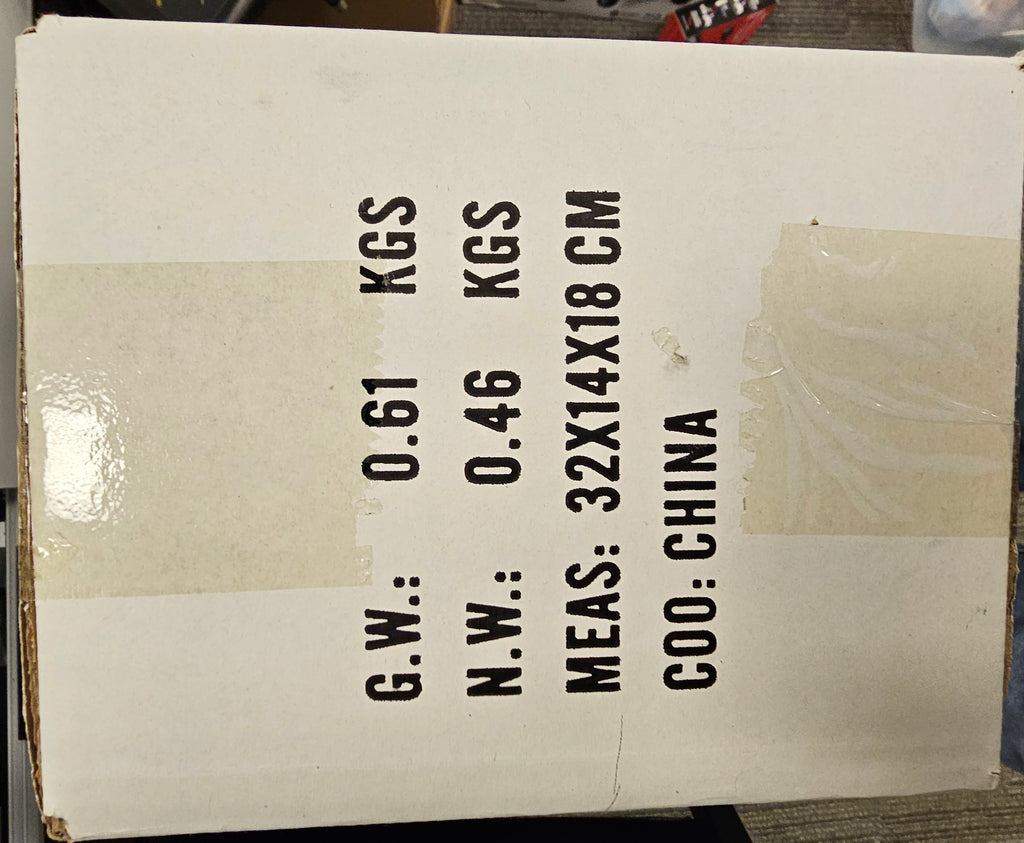 G.W.: 0.61 KGS
N.W.: 0.46 KGS
MEAS: 32X14X18 CM
COO: CHINA